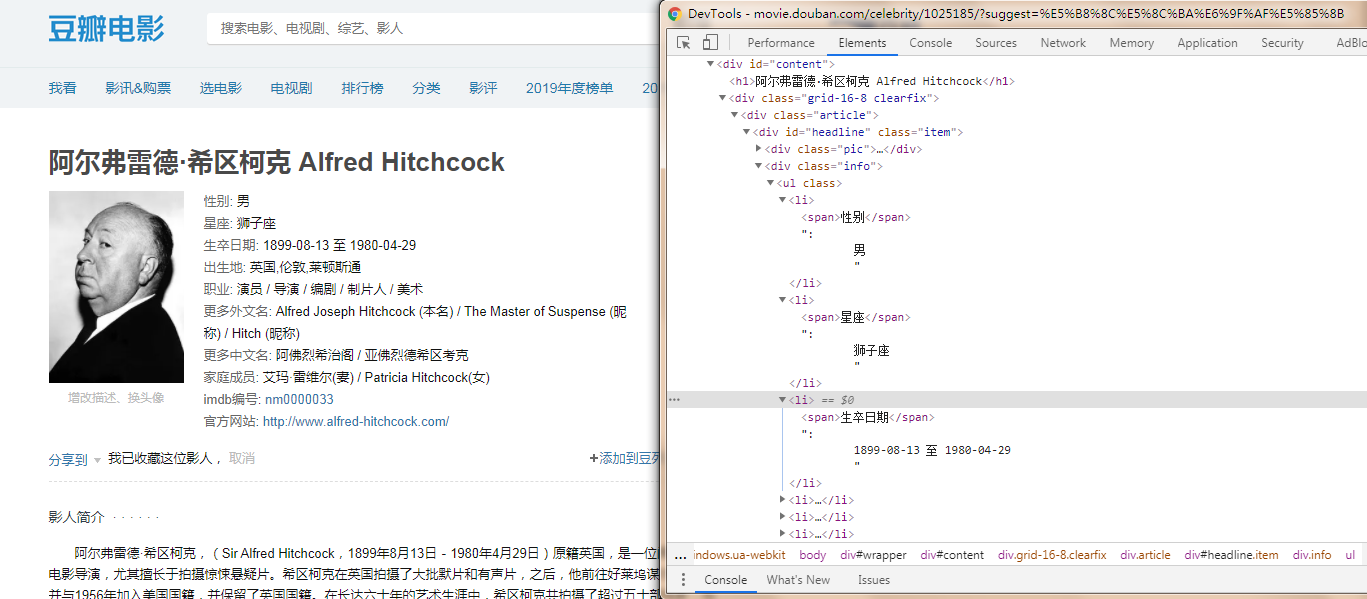 豆瓣电影
搜索电影、电视剧、综艺、影人
我看 影讯&购票 选电影 电视剧 排行榜 分类 影评 2019年度榜单 20
阿尔弗雷德·希区柯克 Alfred Hitchcock
性别: 男
星座: 狮子座
生卒日期: 1899-08-13 至 1980-04-29
出生地: 英国,伦敦,莱顿斯通
职业: 演员 / 导演 / 编剧 / 制片人 / 美术
更多外文名: Alfred Joseph Hitchcock (本名) / The Master of Suspense (昵
称) / Hitch (昵称)
更多中文名: 阿佛烈希治阁 / 亚佛烈德希区考克
家庭成员: 艾玛·雷维尔(妻) / Patricia Hitchcock(女)
imdb编号: nm0000033
官方网站: http://www.alfred-hitchcock.com/
增改描述、换头像
分享到 我已收藏这位影人， 取消 +添加到豆列
影人简介 · · · · · ·
阿尔弗雷德·希区柯克，（Sir Alfred Hitchcock，1899年8月13日－1980年4月29日）原籍英国，是一位
电影导演，尤其擅长于拍摄惊悚悬疑片。希区柯克在英国拍摄了大批默片和有声片，之后，他前往好莱坞谋
并与1956年加入美国国籍，并保留了英国国籍。在长达六十年的艺术生涯中，希区柯克共拍摄了超过五十部
DevTools - movie.douban.com/celebrity/1025185/?suggest=%E5%B8%8C%E5%8C%BA%E6%9F%AF%E5%85%8B
Performance Elements Console Sources Network Memory Application Security AdBlo
<div id="content">
<h1>阿尔弗雷德·希区柯克 Alfred Hitchcock</h1>
<div class="grid-16-8 clearfix">
<div class="article">
<div id="headline" class="item">
<div class="pic">…</div>
<div class="info">
<ul class>
<li>
<span>性别</span>
":
男
"
</li>
<li>
<span>星座</span>
":
狮子座
"
</li>
<li> == $0
<span>生卒日期</span>
":
1899-08-13 至 1980-04-29
"
</li>
<li>…</li>
<li>…</li>
<li>…</li>
... indows.ua-webkit body div#wrapper div#content div.grid-16-8.clearfix div.article div#headline.item div.info ul
Console What's New Issues